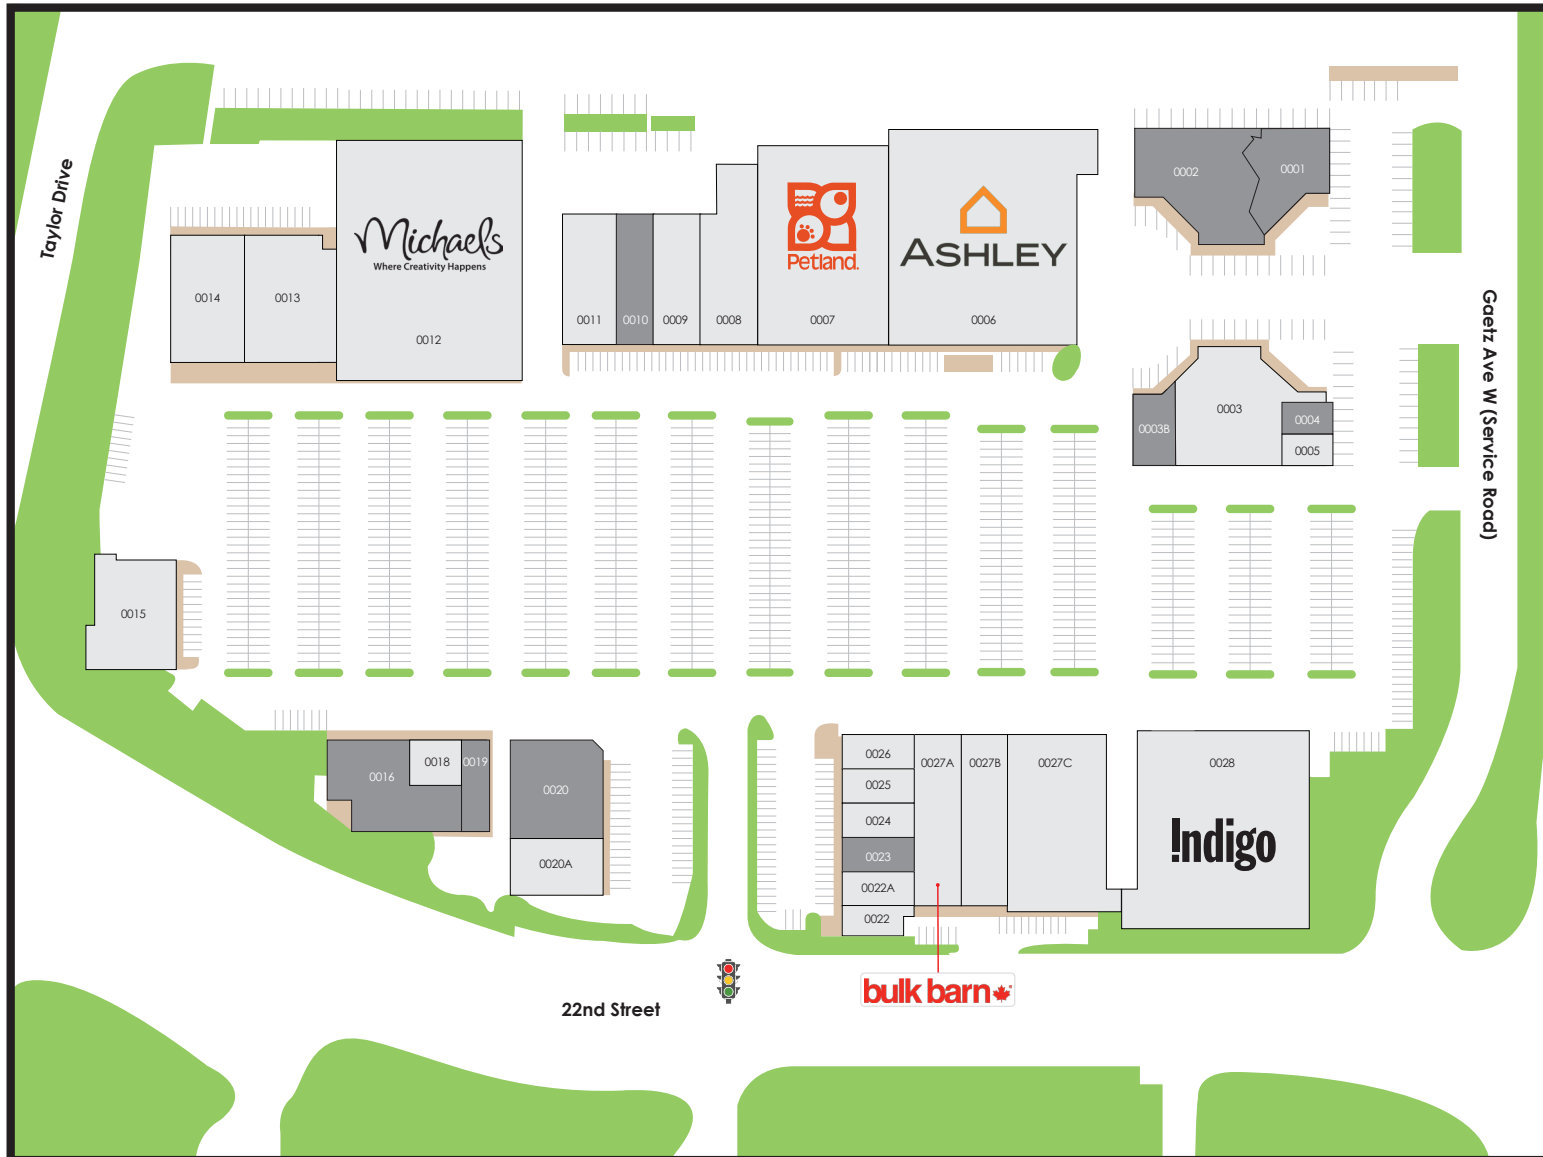 Taylor Drive
Michaels
Where Creativity Happens
0014
0013
0012
0011
0010
0009
0008
Petland.
0007
ASHLEY
0006
0002
0001
0003B
0003
0004
0005
Gaetz Ave W (Service Road)
0015
0016
0018
0019
0020
0020A
0026
0025
0024
0023
0022A
0022
0027A
0027B
0027C
0028
Indigo
bulk barn
22nd Street